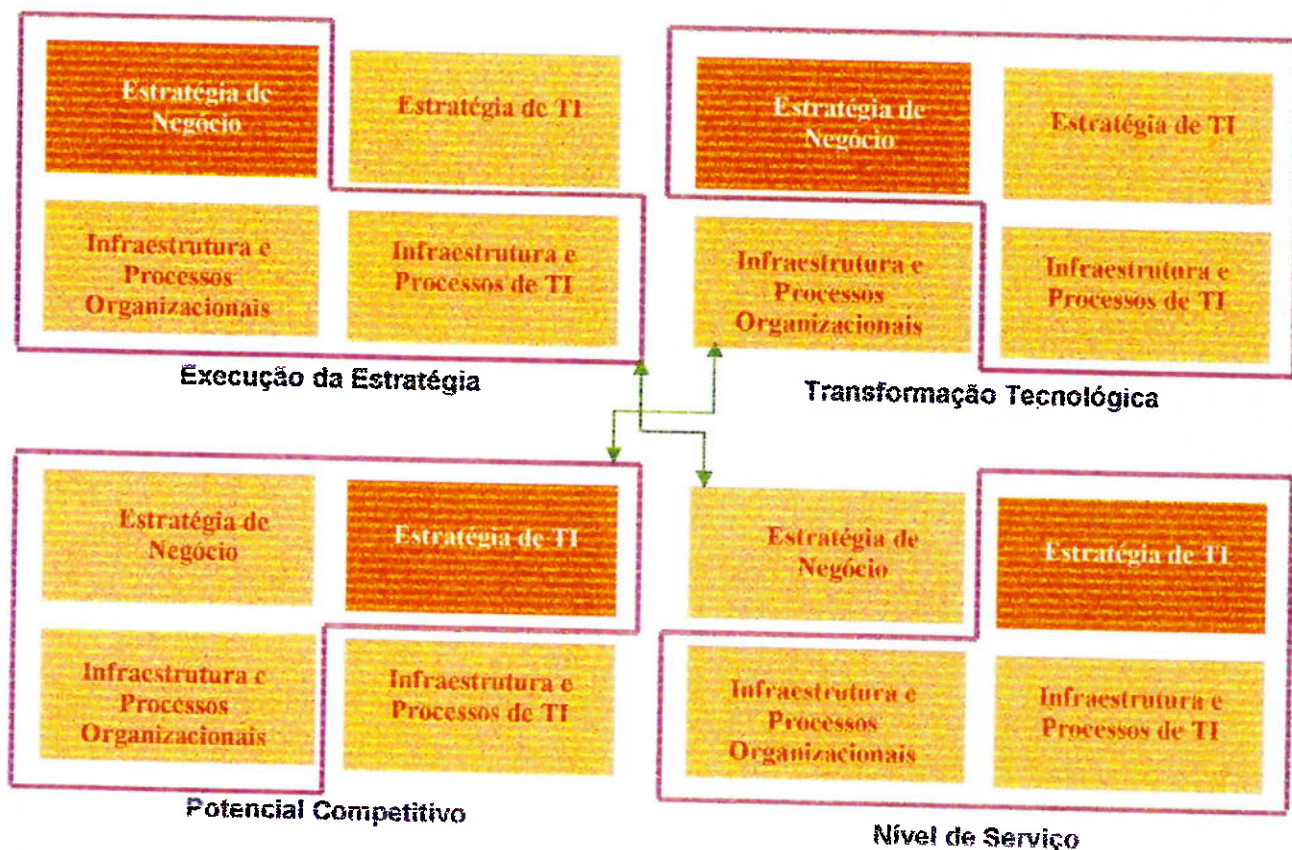 Estratégia de
Negócio
Estratégia de TI
Infraestrutura e
Processos
Organizacionais
Infraestrutura e
Processos de TI
Execução da Estratégia
Estratégia de
Negócio
Estratégia de TI
Infraestrutura e
Processos
Organizacionais
Infraestrutura e
Processos de TI
Transformação Tecnológica
Estratégia de
Negócio
Estratégia de TI
Infraestrutura e
Processos
Organizacionais
Infraestrutura e
Processos de TI
Potencial Competitivo
Estratégia de
Negócio
Estratégia de TI
Infraestrutura e
Processos
Organizacionais
Infraestrutura e
Processos de TI
Nível de Serviço